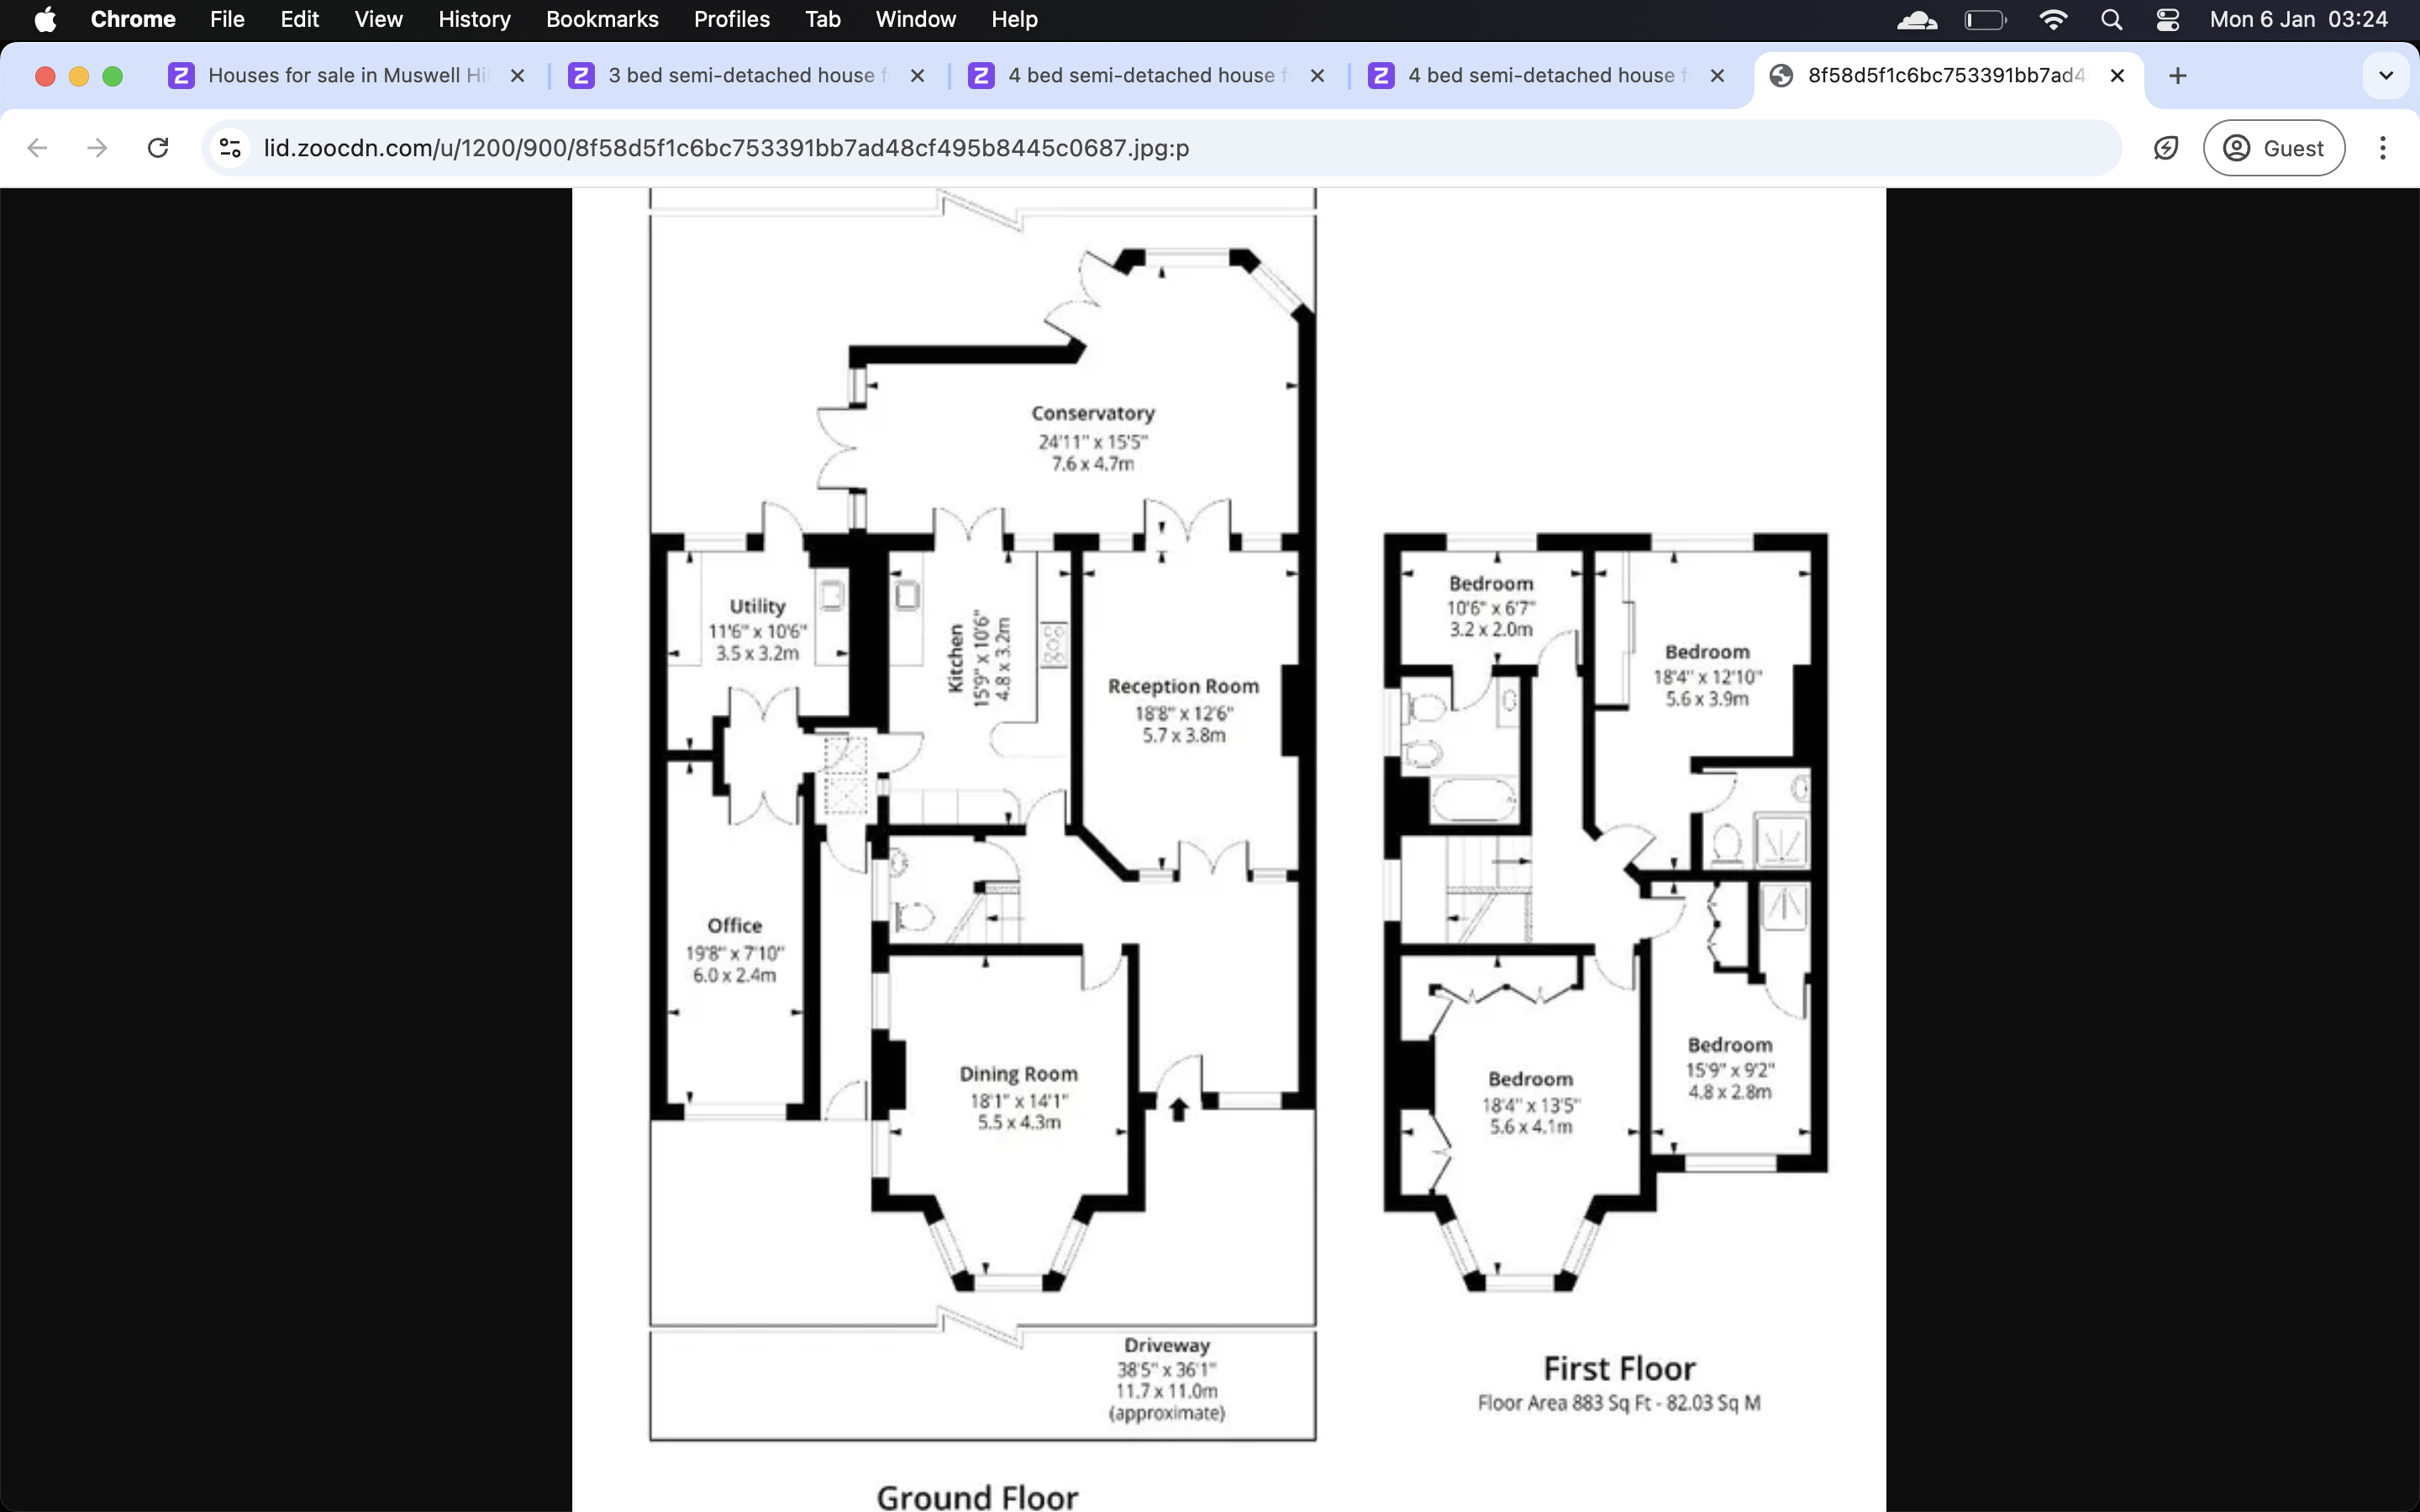 Chrome File Edit View History Bookmarks Profiles Tab Window Help Mon 6 Jan 03:24
Houses for sale in Muswell Hi
3 bed semi-detached house f
4 bed semi-detached house f
4 bed semi-detached house f
8f58d5f1c6bc753391bb7ad4
lid.zoocdn.com/u/1200/900/8f58d5f1c6bc753391bb7ad48cf495b8445c0687.jpg:p
Guest
Conservatory
24'11" x 15'5"
7.6 x 4.7m
Utility
11'6" x 10'6"
3.5 x 3.2m
Kitchen
15'9" x 10'6"
4.8 x 3.2m
Reception Room
18'8" x 12'6"
5.7 x 3.8m
Office
19'8" x 7'10"
6.0 x 2.4m
Dining Room
18'1" x 14'1"
5.5 x 4.3m
Driveway
38'5" x 36'1"
11.7 x 11.0m
(approximate)
Ground Floor
Bedroom
10'6" x 6'7"
3.2 x 2.0m
Bedroom
18'4" x 12'10"
5.6 x 3.9m
Bedroom
15'9" x 9'2"
4.8 x 2.8m
Bedroom
18'4" x 13'5"
5.6 x 4.1m
First Floor
Floor Area 883 Sq Ft - 82.03 Sq M